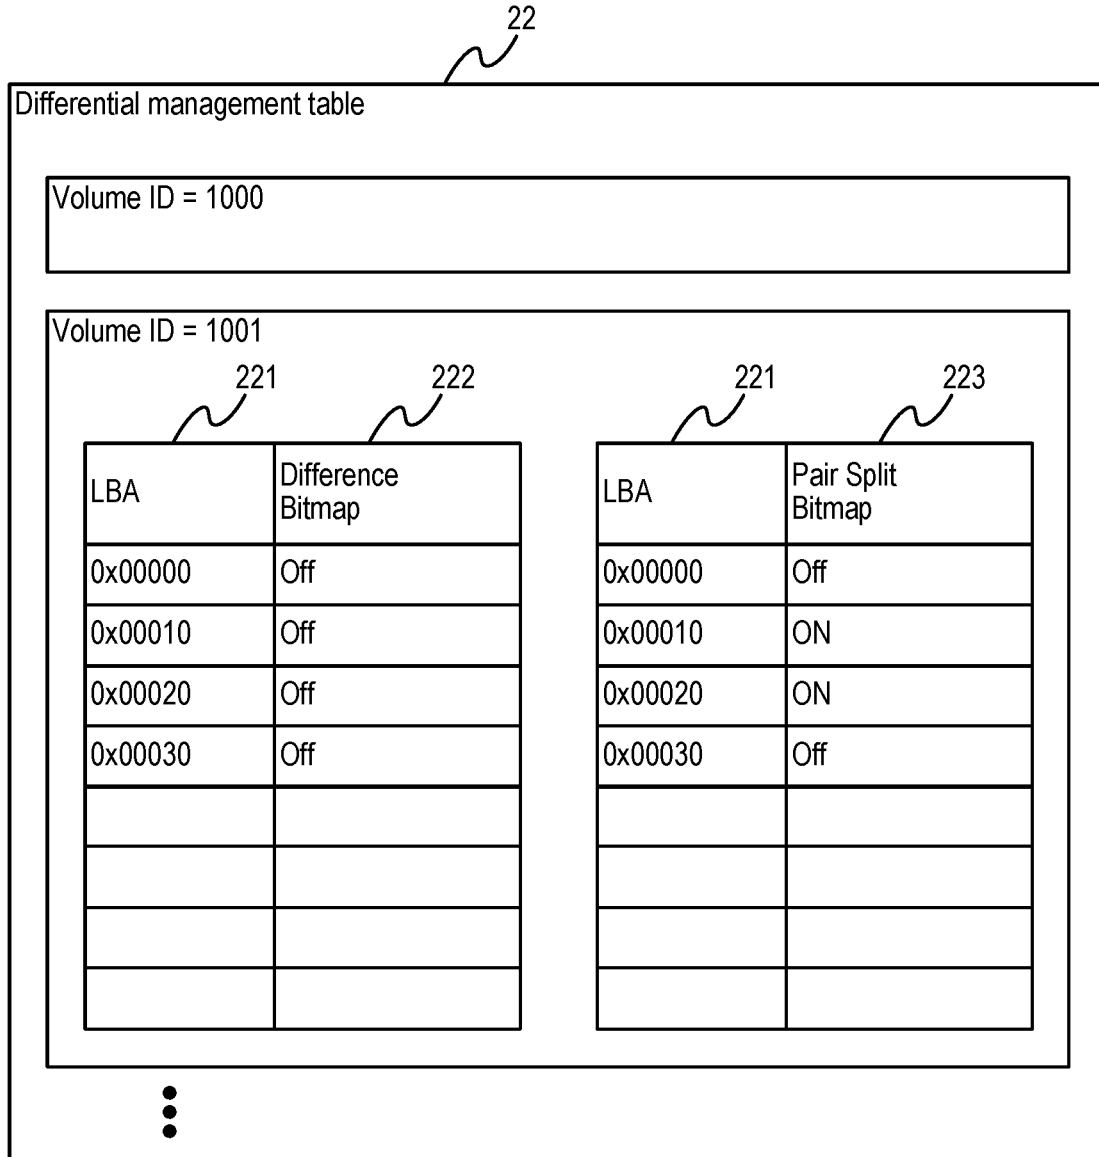 22
Differential management table
Volume ID = 1000
Volume ID = 1001
221 222 221 223
LBA Difference Bitmap LBA Pair Split Bitmap
0x00000 Off 0x00000 Off
0x00010 Off 0x00010 ON
0x00020 Off 0x00020 ON
0x00030 Off 0x00030 Off